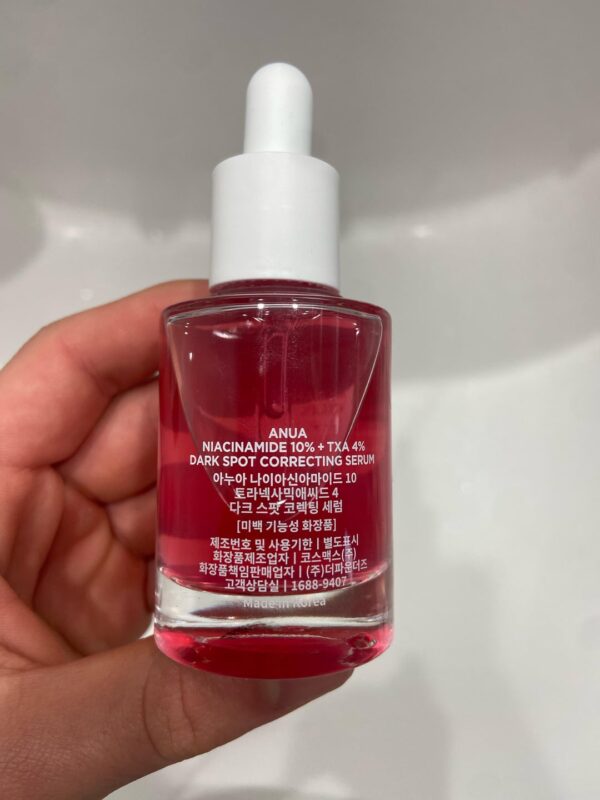 ANUA
NIACINAMIDE 10% + TXA 4%
DARK SPOT CORRECTING SERUM
아누아 나이아신아마이드 10
토라넥사믹애씨드 4
다크 스팟 코렉팅 세럼
[미백 기능성 화장품]
제조번호 및 사용기한 | 별도표시
화장품제조업자 | 코스맥스(주)
화장품책임판매업자 | (주)더파운더즈
고객상담실 | 1688-9407
Made in Korea